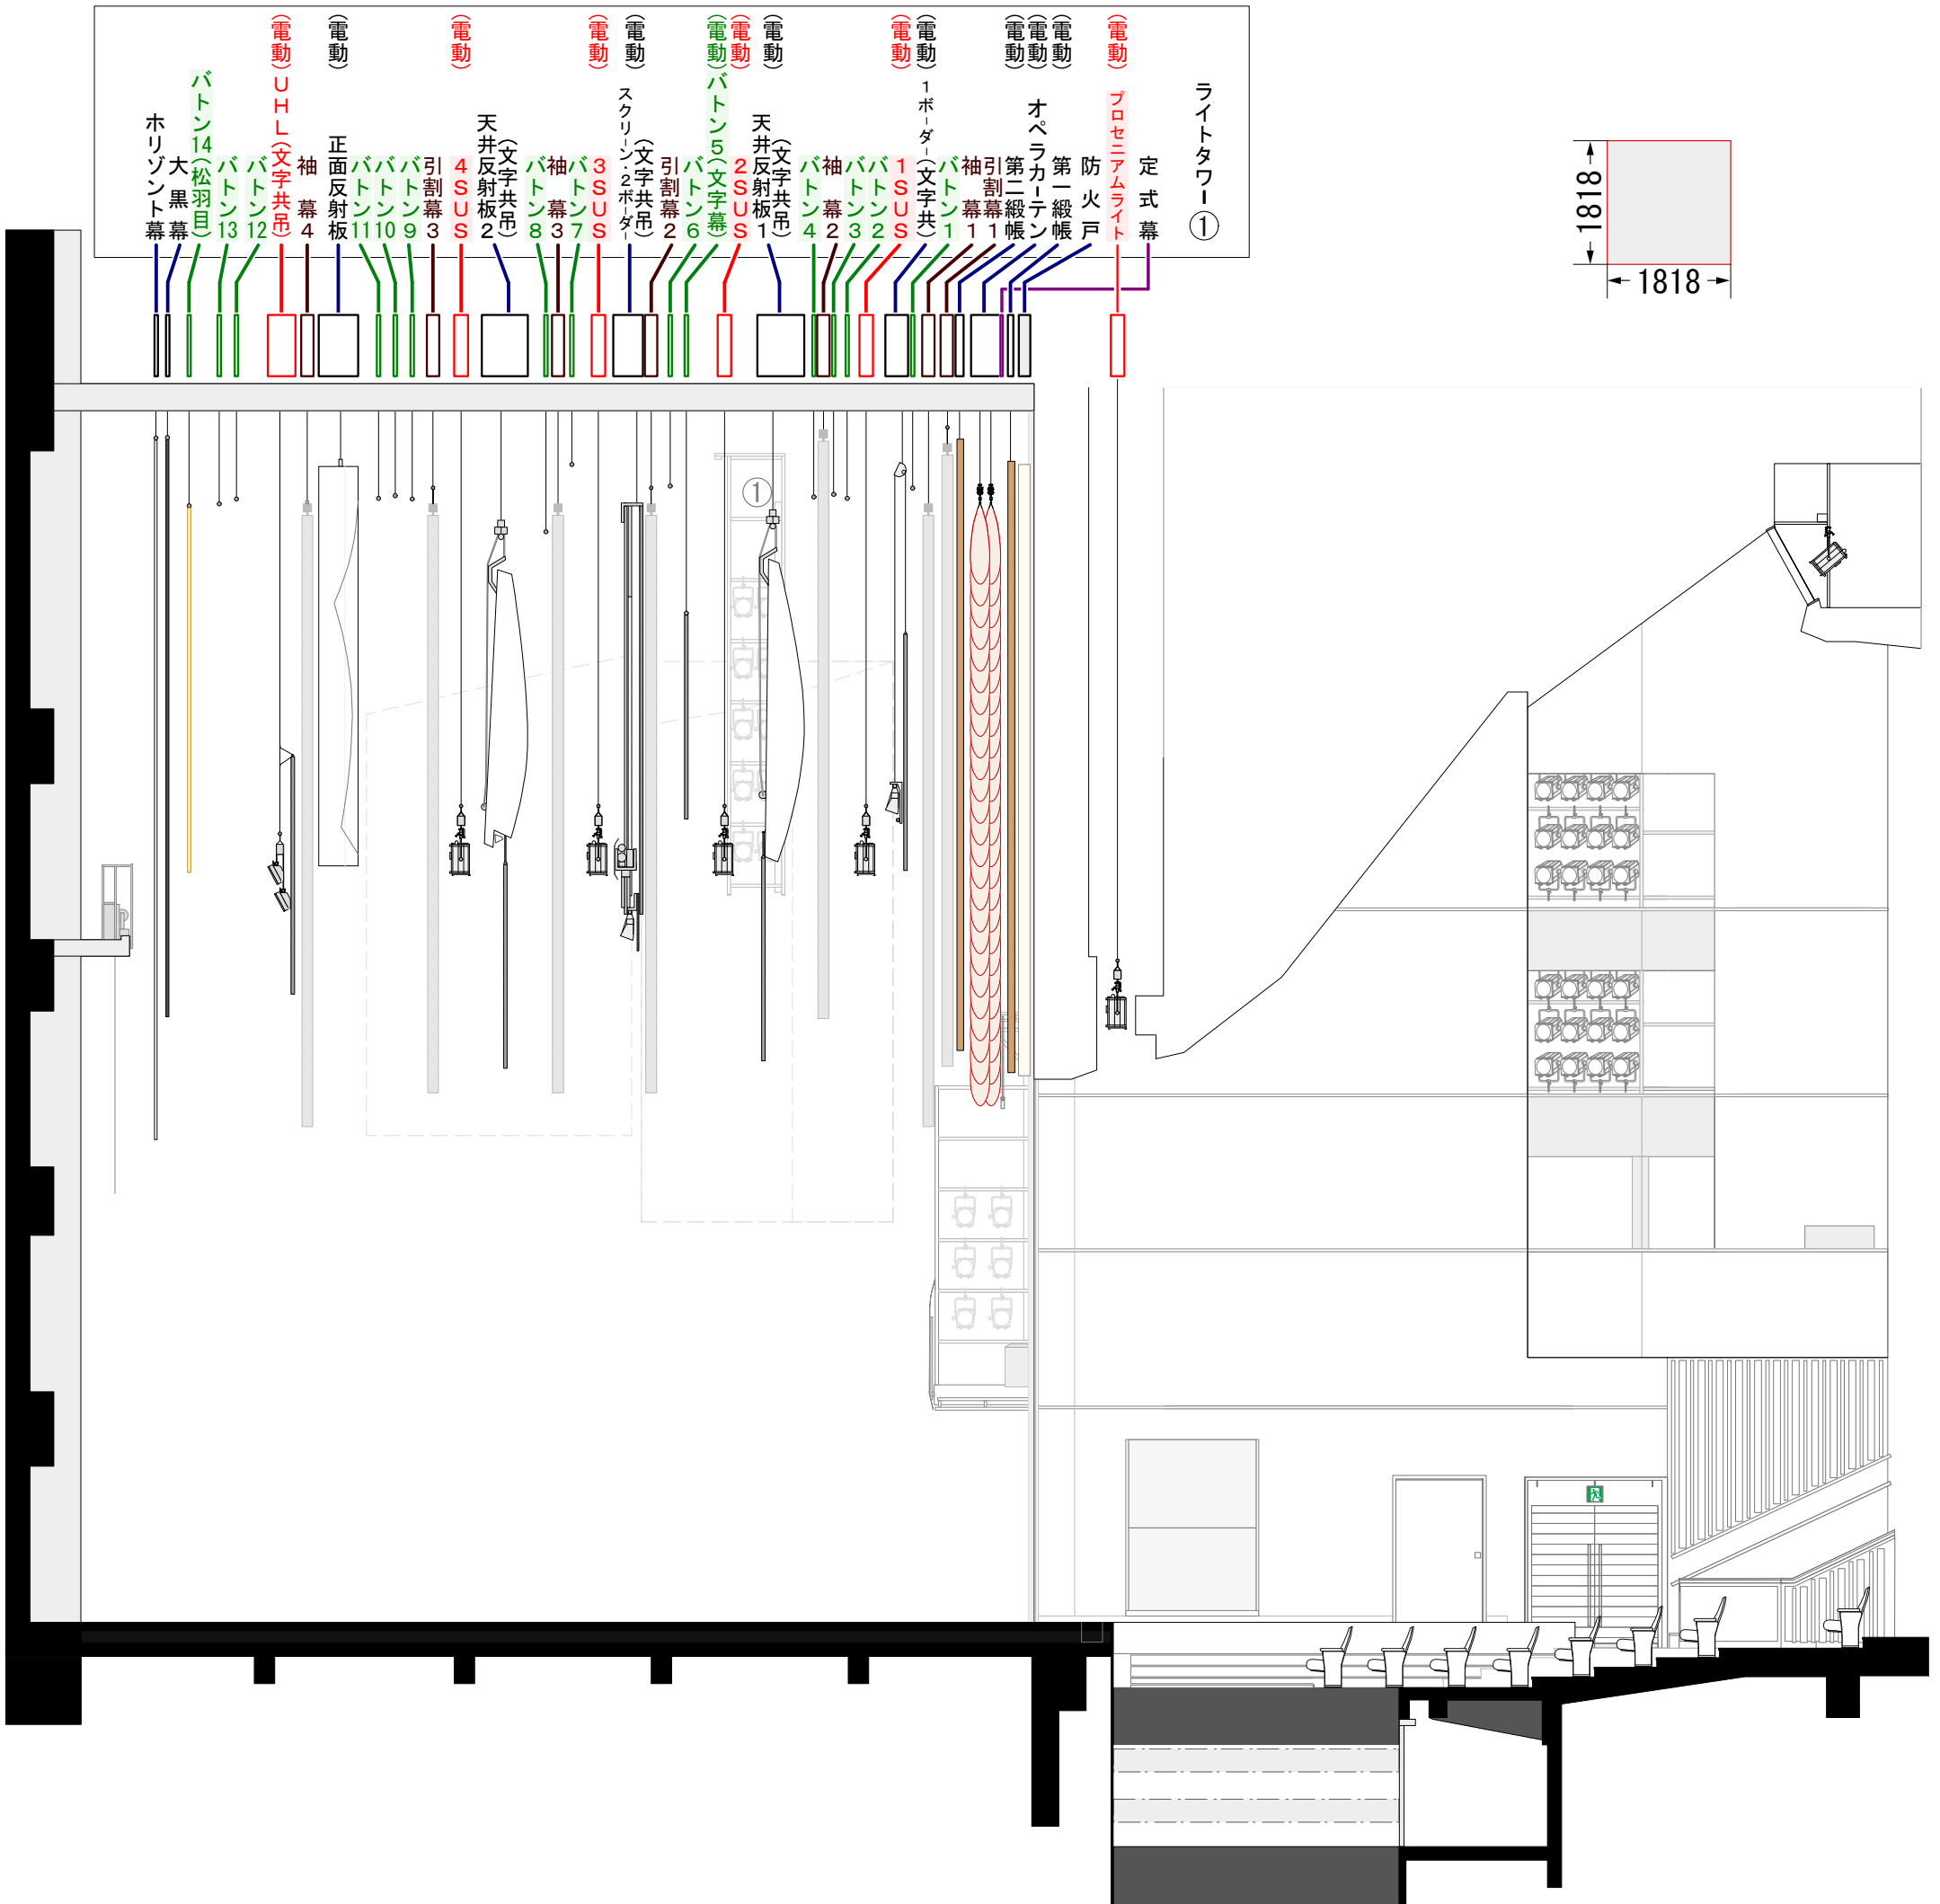 ライトタワー①
定式幕
(電動)プロセニアムライト
防火戸
(電動)第一緞帳
(電動)オペラカーテン
(電動)第二緞帳
引割幕1
袖幕1
バトン1
(電動)1ボーダー(文字共)
(電動)1SUS
バトン2
バトン3
袖幕2
バトン4
(電動)(文字共吊)
天井反射板1
(電動)2SUS
(電動)バトン5(文字幕)
バトン6
引割幕2
(電動)(文字共吊)
スクリーン・2ボーダー
(電動)3SUS
バトン7
袖幕3
バトン8
(文字共吊)
天井反射板2
(電動)4SUS
引割幕3
バトン9
バトン10
バトン11
(電動)正面反射板
袖幕4
(電動)UHL(文字共吊)
バトン12
バトン13
バトン14(松羽目)
大黒幕
ホリゾント幕
1818
1818
①